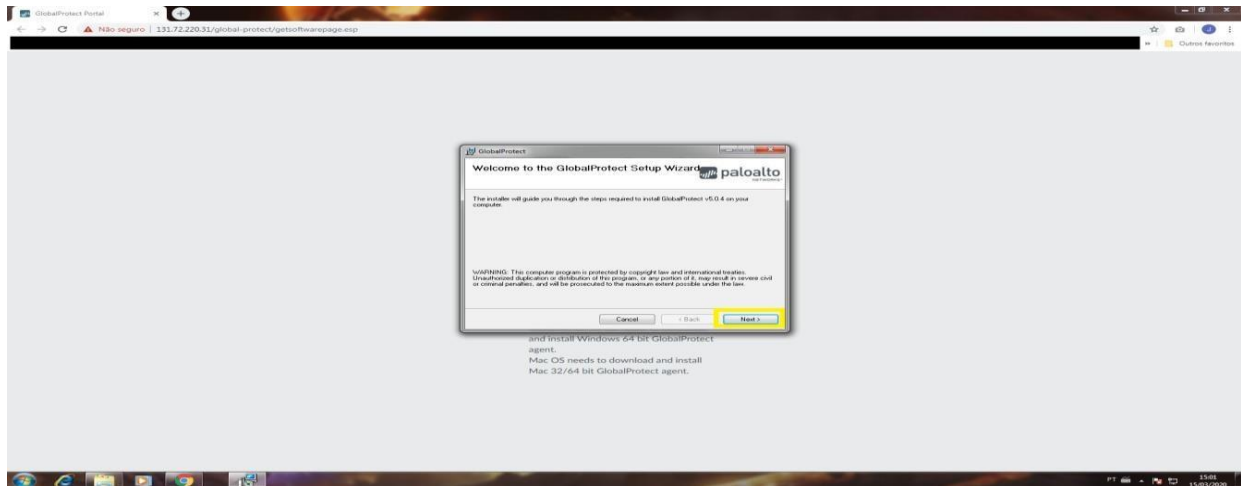 GlobalProtect Portal
Não seguro | 131.72.220.31/global-protect/getsoftwarepage.esp
Outros favoritos
GlobalProtect
Welcome to the GlobalProtect Setup Wizard
paloalto
NETWORKS
The installer will guide you through the steps required to install GlobalProtect v5.0.4 on your
computer.
WARNING: This computer program is protected by copyright law and international treaties.
Unauthorized duplication or distribution of this program, or any portion of it, may result in severe civil
or criminal penalties, and will be prosecuted to the maximum extent possible under the law.
Cancel
< Back
Next >
and install Windows 64 bit GlobalProtect
agent.
Mac OS needs to download and install
Mac 32/64 bit GlobalProtect agent.
PT
15:01
15/03/2020